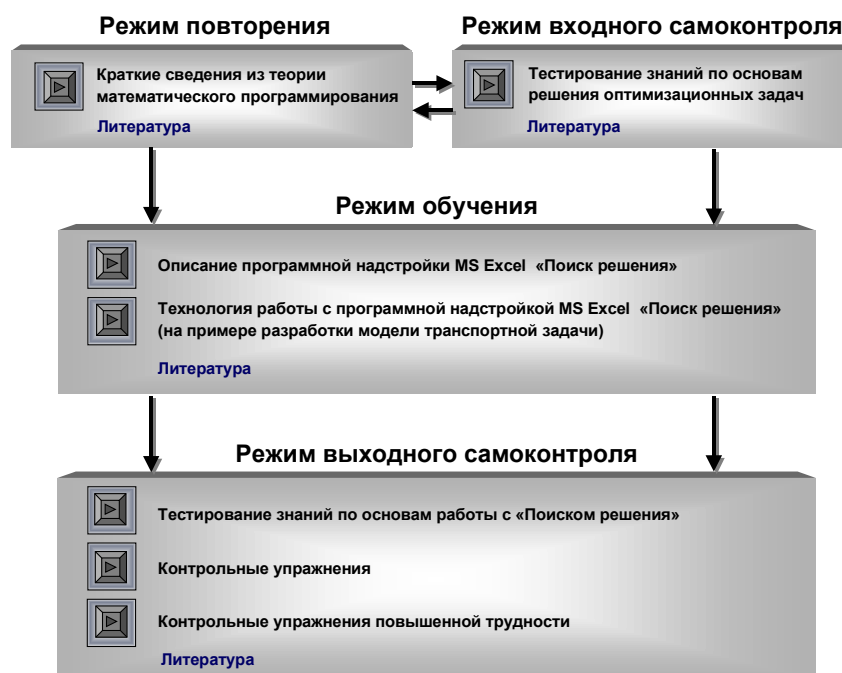 Режим повторения
Краткие сведения из теории
математического программирования
Литература
Режим входного самоконтроля
Тестирование знаний по основам
решения оптимизационных задач
Литература
Режим обучения
Описание программной надстройки MS Excel «Поиск решения»
Технология работы с программной надстройкой MS Excel «Поиск решения»
(на примере разработки модели транспортной задачи)
Литература
Режим выходного самоконтроля
Тестирование знаний по основам работы с «Поиском решения»
Контрольные упражнения
Контрольные упражнения повышенной трудности
Литература